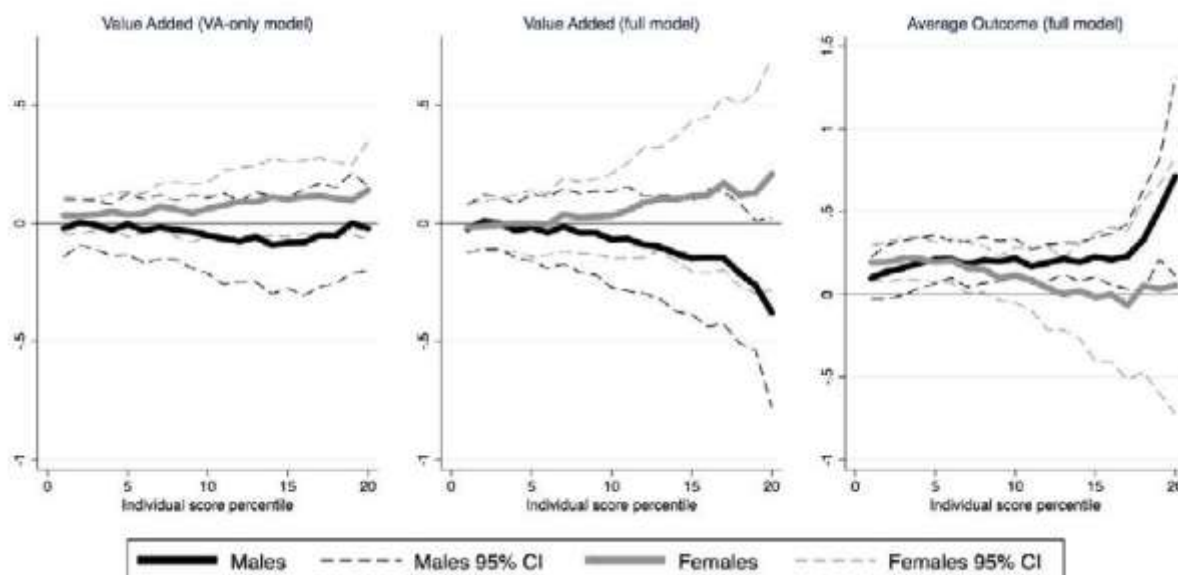 Value Added (VA-only model)
Value Added (full model)
Average Outcome (full model)
.5
0
-.5
-1
0 5 10 15 20
Individual score percentile
.5
0
-.5
-1
0 5 10 15 20
Individual score percentile
1.5
1
.5
0
-.5
-1
0 5 10 15 20
Individual score percentile
Males Males 95% CI Females Females 95% CI